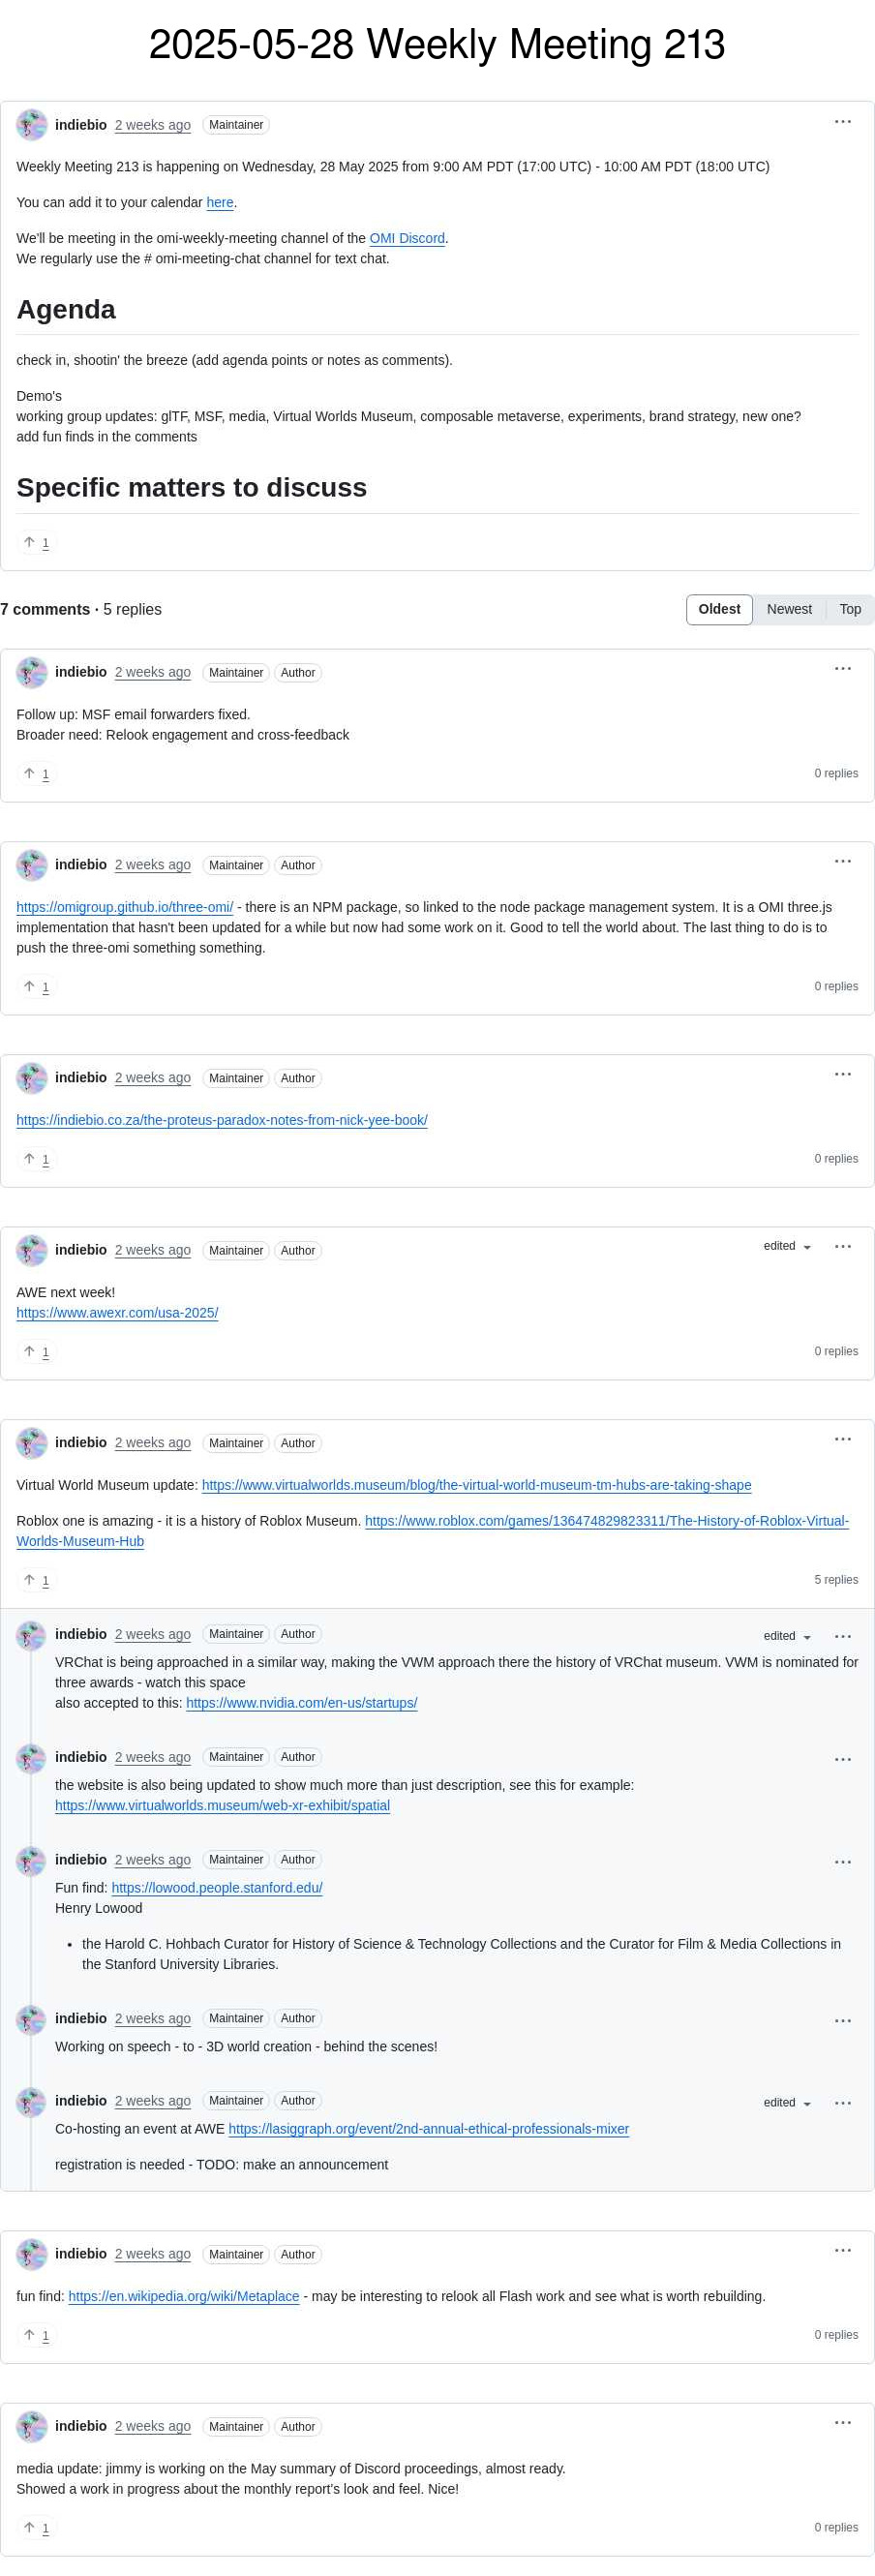 2025-05-28 Weekly Meeting 213
indiebio 2 weeks ago Maintainer
Weekly Meeting 213 is happening on Wednesday, 28 May 2025 from 9:00 AM PDT (17:00 UTC) - 10:00 AM PDT (18:00 UTC)
You can add it to your calendar here.
We'll be meeting in the omi-weekly-meeting channel of the OMI Discord.
We regularly use the # omi-meeting-chat channel for text chat.
Agenda
check in, shootin' the breeze (add agenda points or notes as comments).
Demo's
working group updates: glTF, MSF, media, Virtual Worlds Museum, composable metaverse, experiments, brand strategy, new one?
add fun finds in the comments
Specific matters to discuss
1
7 comments · 5 replies
Oldest Newest Top
indiebio 2 weeks ago Maintainer Author
Follow up: MSF email forwarders fixed.
Broader need: Relook engagement and cross-feedback
1 0 replies
indiebio 2 weeks ago Maintainer Author
https://omigroup.github.io/three-omi/ - there is an NPM package, so linked to the node package management system. It is a OMI three.js
implementation that hasn't been updated for a while but now had some work on it. Good to tell the world about. The last thing to do is to
push the three-omi something something.
1 0 replies
indiebio 2 weeks ago Maintainer Author
https://indiebio.co.za/the-proteus-paradox-notes-from-nick-yee-book/
1 0 replies
indiebio 2 weeks ago Maintainer Author edited
AWE next week!
https://www.awexr.com/usa-2025/
1 0 replies
indiebio 2 weeks ago Maintainer Author
Virtual World Museum update: https://www.virtualworlds.museum/blog/the-virtual-world-museum-tm-hubs-are-taking-shape
Roblox one is amazing - it is a history of Roblox Museum. https://www.roblox.com/games/136474829823311/The-History-of-Roblox-Virtual-
Worlds-Museum-Hub
1 5 replies
indiebio 2 weeks ago Maintainer Author edited
VRChat is being approached in a similar way, making the VWM approach there the history of VRChat museum. VWM is nominated for
three awards - watch this space
also accepted to this: https://www.nvidia.com/en-us/startups/
indiebio 2 weeks ago Maintainer Author
the website is also being updated to show much more than just description, see this for example:
https://www.virtualworlds.museum/web-xr-exhibit/spatial
indiebio 2 weeks ago Maintainer Author
Fun find: https://lowood.people.stanford.edu/
Henry Lowood
• the Harold C. Hohbach Curator for History of Science & Technology Collections and the Curator for Film & Media Collections in
the Stanford University Libraries.
indiebio 2 weeks ago Maintainer Author
Working on speech - to - 3D world creation - behind the scenes!
indiebio 2 weeks ago Maintainer Author edited
Co-hosting an event at AWE https://lasiggraph.org/event/2nd-annual-ethical-professionals-mixer
registration is needed - TODO: make an announcement
indiebio 2 weeks ago Maintainer Author
fun find: https://en.wikipedia.org/wiki/Metaplace - may be interesting to relook all Flash work and see what is worth rebuilding.
1 0 replies
indiebio 2 weeks ago Maintainer Author
media update: jimmy is working on the May summary of Discord proceedings, almost ready.
Showed a work in progress about the monthly report's look and feel. Nice!
1 0 replies